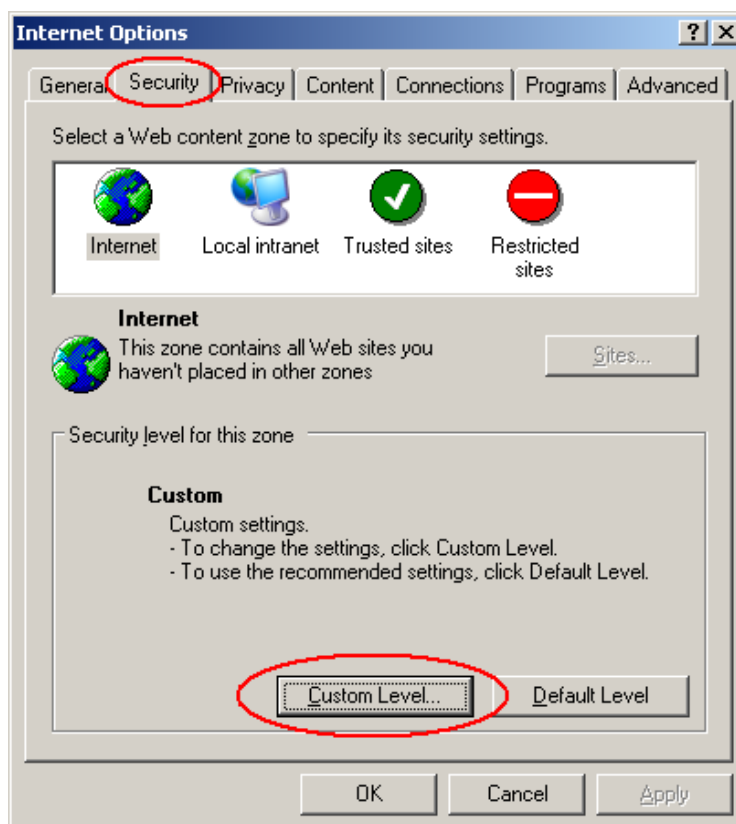 Internet Options
General Security Privacy Content Connections Programs Advanced
Select a Web content zone to specify its security settings.
Internet Local intranet Trusted sites Restricted
sites
Internet
This zone contains all Web sites you
haven't placed in other zones
Sites...
Security level for this zone
Custom
Custom settings.
- To change the settings, click Custom Level.
- To use the recommended settings, click Default Level.
Custom Level... Default Level
OK Cancel Apply